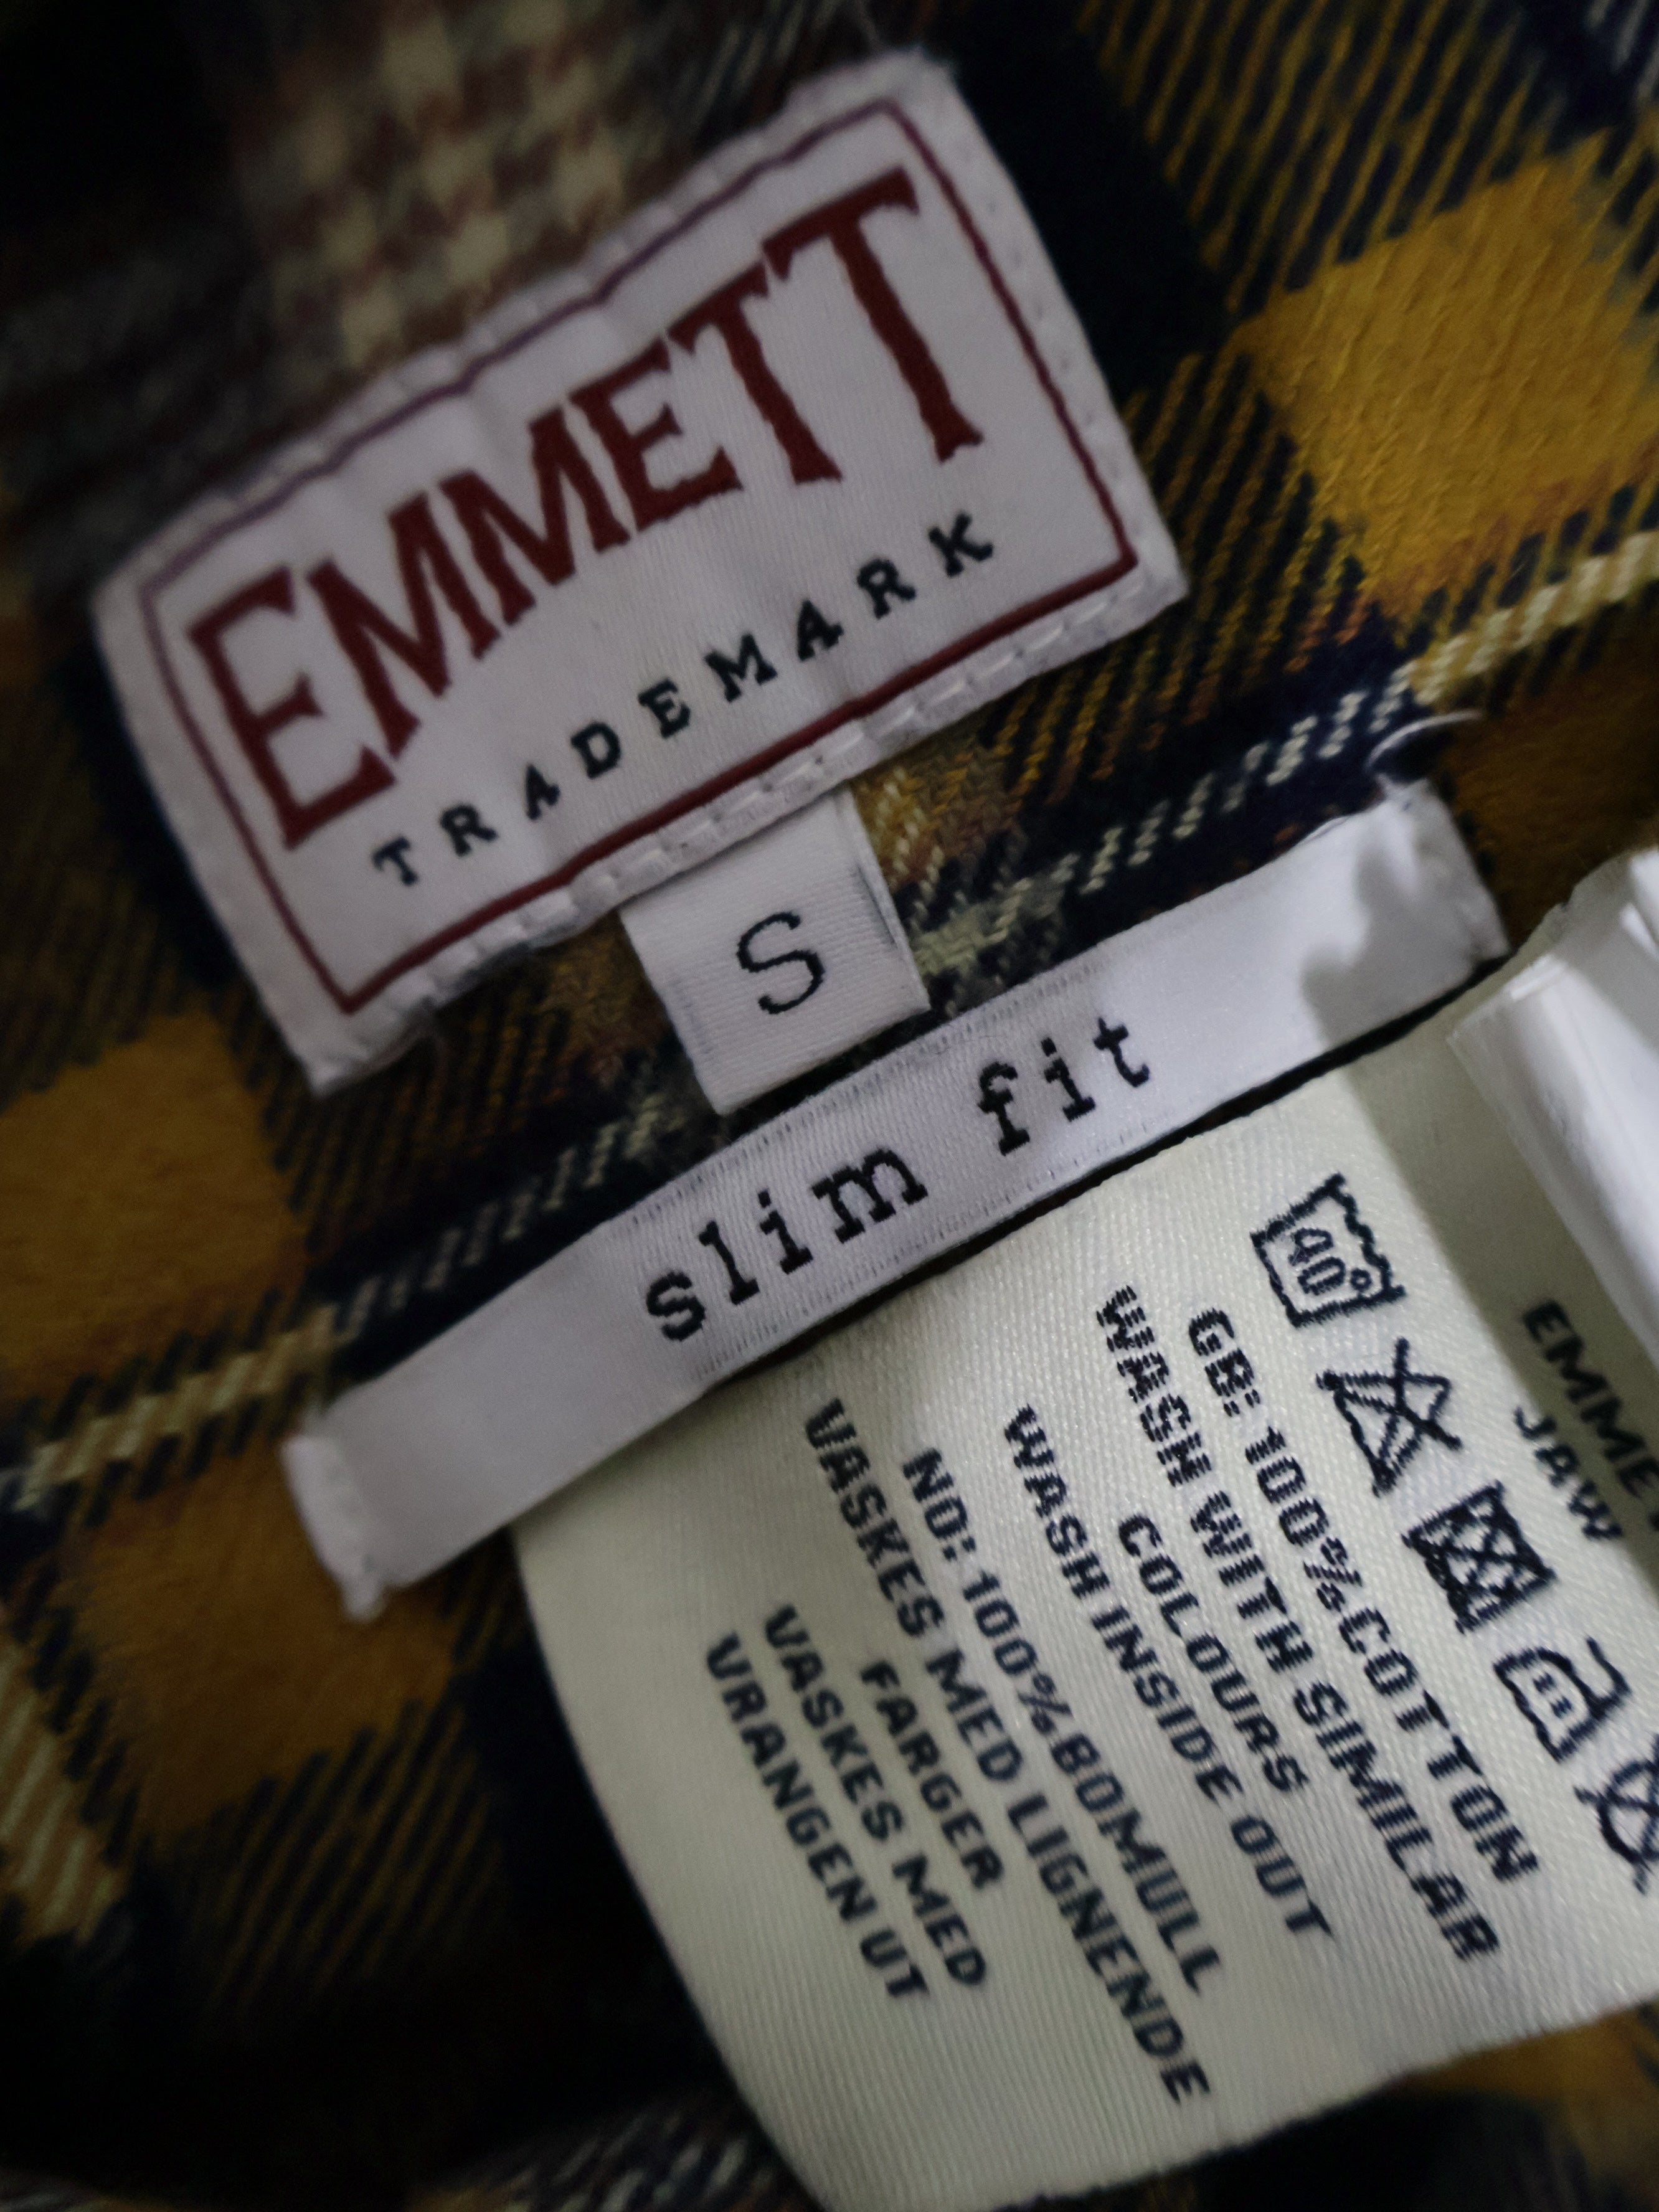 EMMETT
TRADEMARK
S
slim fit
40°
GB: 100%COTTON
WASH WITH SIMILAR
COLOURS
WASH INSIDE OUT
NO: 100%BOMULL
VASKES MED LIGNENDE
FARGER
VASKES MED
VRANGEN UT
JAW